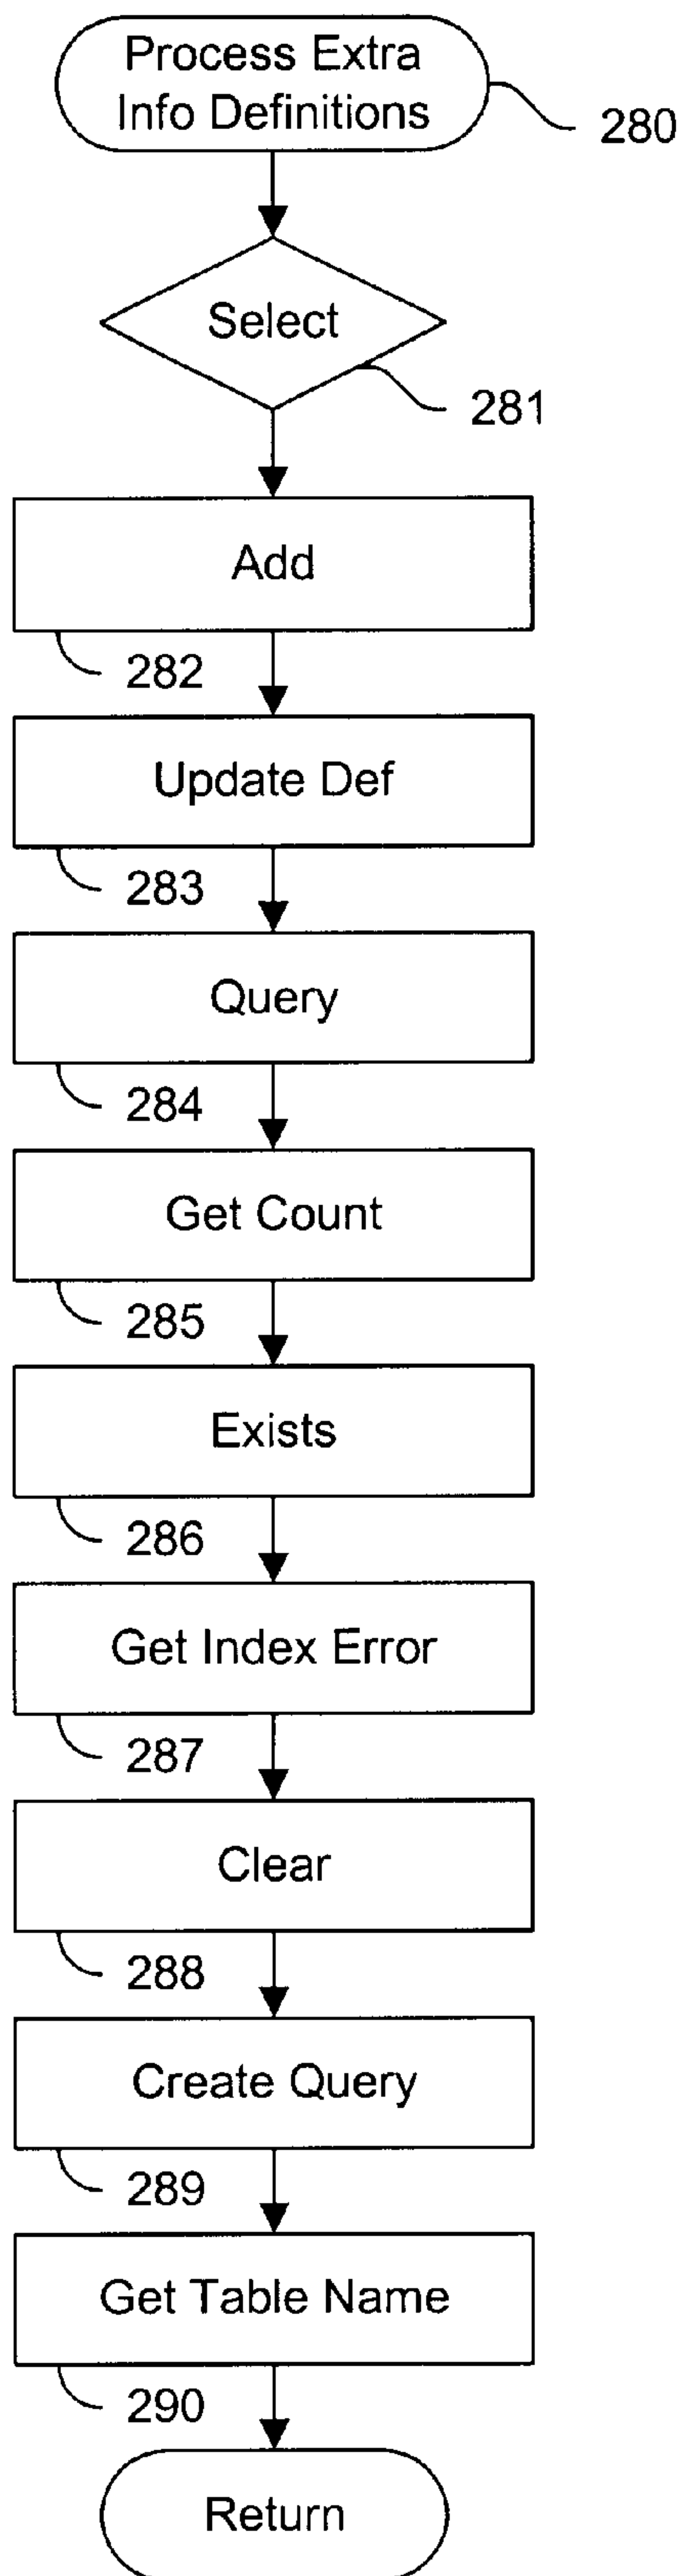 Process Extra
Info Definitions
280
Select
281
Add
282
Update Def
283
Query
284
Get Count
285
Exists
286
Get Index Error
287
Clear
288
Create Query
289
Get Table Name
290
Return